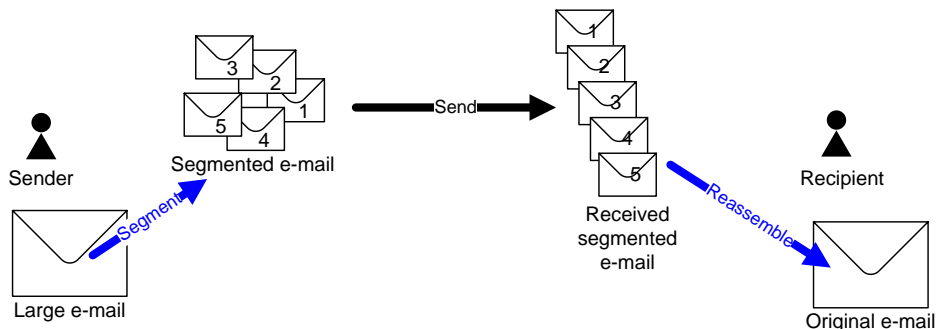 3
2
1
5
4
Segmented e-mail
Sender
Segment
Large e-mail
Send
1
2
3
4
5
Received
segmented
e-mail
Reassemble
Recipient
Original e-mail